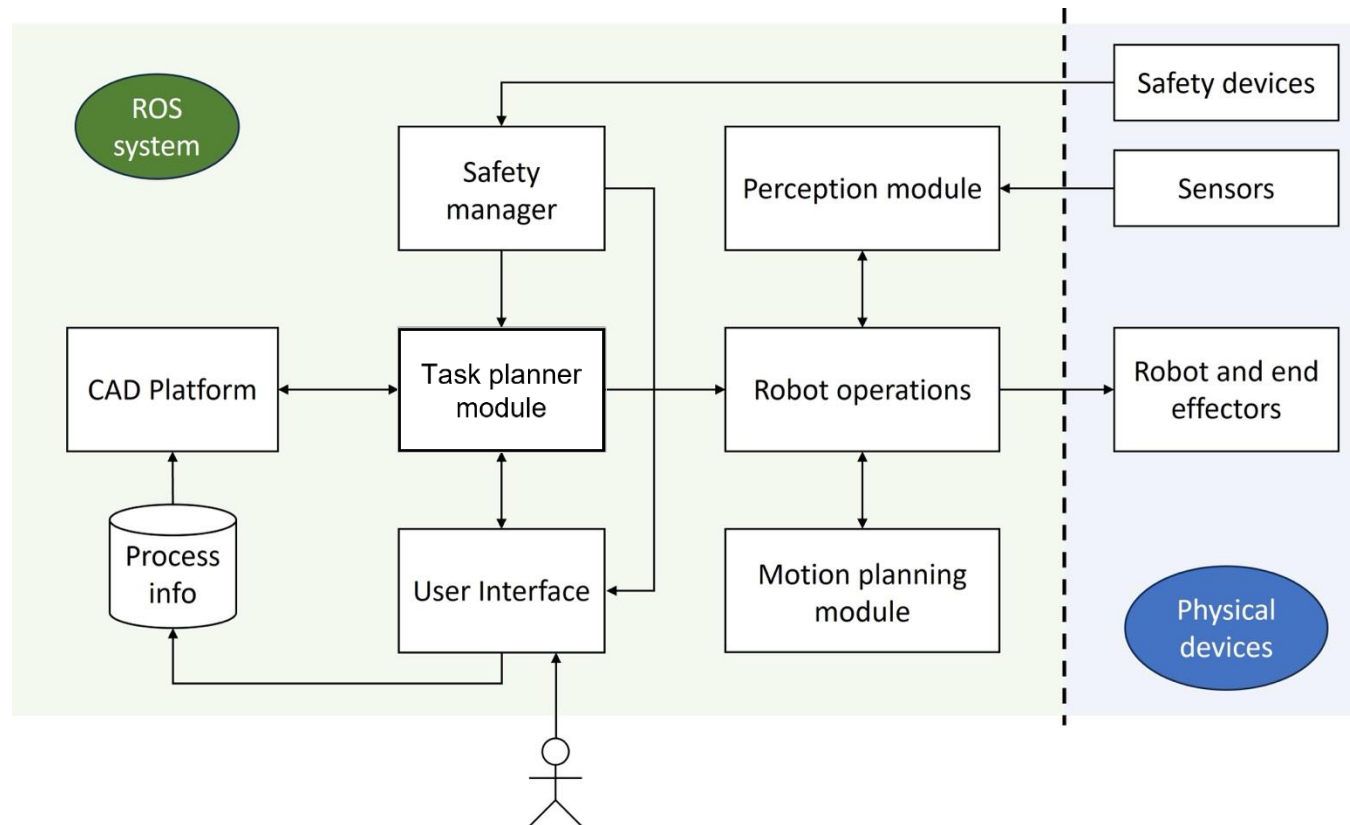 ROS
system
Safety devices
Safety
manager
Perception module
Sensors
CAD Platform
Task planner
module
Robot operations
Robot and end
effectors
Process
info
User Interface
Motion planning
module
Physical
devices